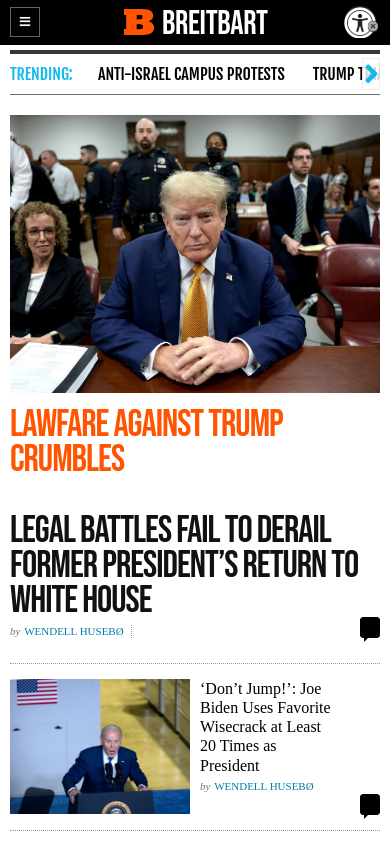 BREITBART
TRENDING: ANTI-ISRAEL CAMPUS PROTESTS TRUMP T
LAWFARE AGAINST TRUMP
CRUMBLES
LEGAL BATTLES FAIL TO DERAIL
FORMER PRESIDENT’S RETURN TO
WHITE HOUSE
by WENDELL HUSEBØ
‘Don’t Jump!’: Joe
Biden Uses Favorite
Wisecrack at Least
20 Times as
President
by WENDELL HUSEBØ